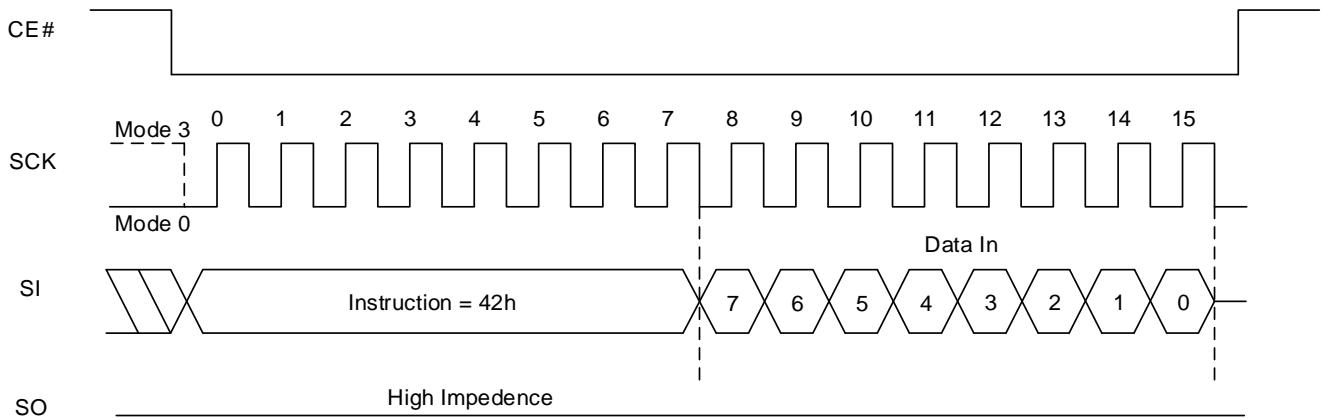 CE#
0 1 2 3 4 5 6 7 8 9 10 11 12 13 14 15
Mode 3
SCK
Mode 0
Data In
SI
Instruction = 42h
7 6 5 4 3 2 1 0
High Impedence
SO